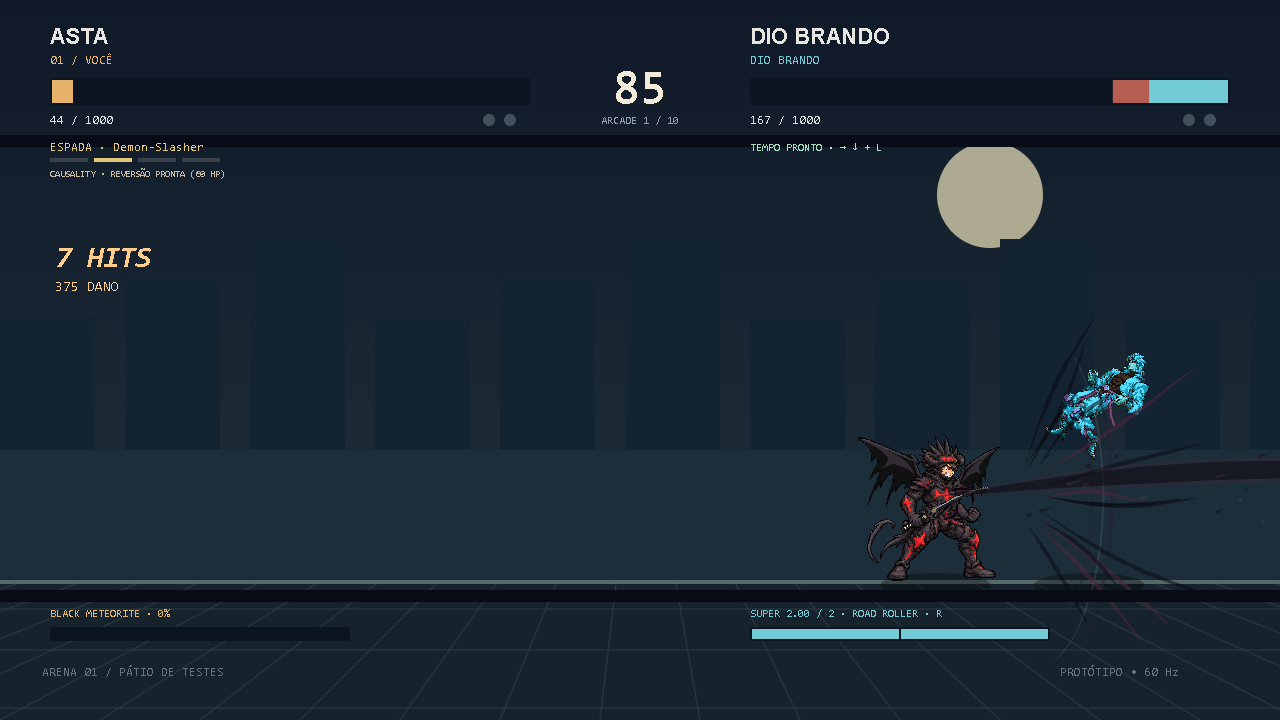 ASTA
01 / VOCÊ
44 / 1000
ESPADA · Demon-Slasher
CAUSALITY · REVERSÃO PRONTA (60 HP)
7 HITS
375 DANO
85
ARCADE 1 / 10
DIO BRANDO
DIO BRANDO
167 / 1000
TEMPO PRONTO · → ↓ + L
BLACK METEORITE · 0%
SUPER 2.00 / 2 · ROAD ROLLER · R
ARENA 01 / PÁTIO DE TESTES
PROTÓTIPO • 60 Hz